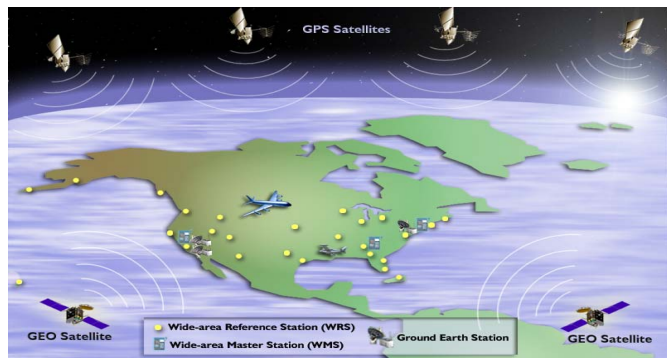 GPS Satellites
GEO Satellite
GEO Satellite
Wide-area Reference Station (WRS)
Ground Earth Station
Wide-area Master Station (WMS)